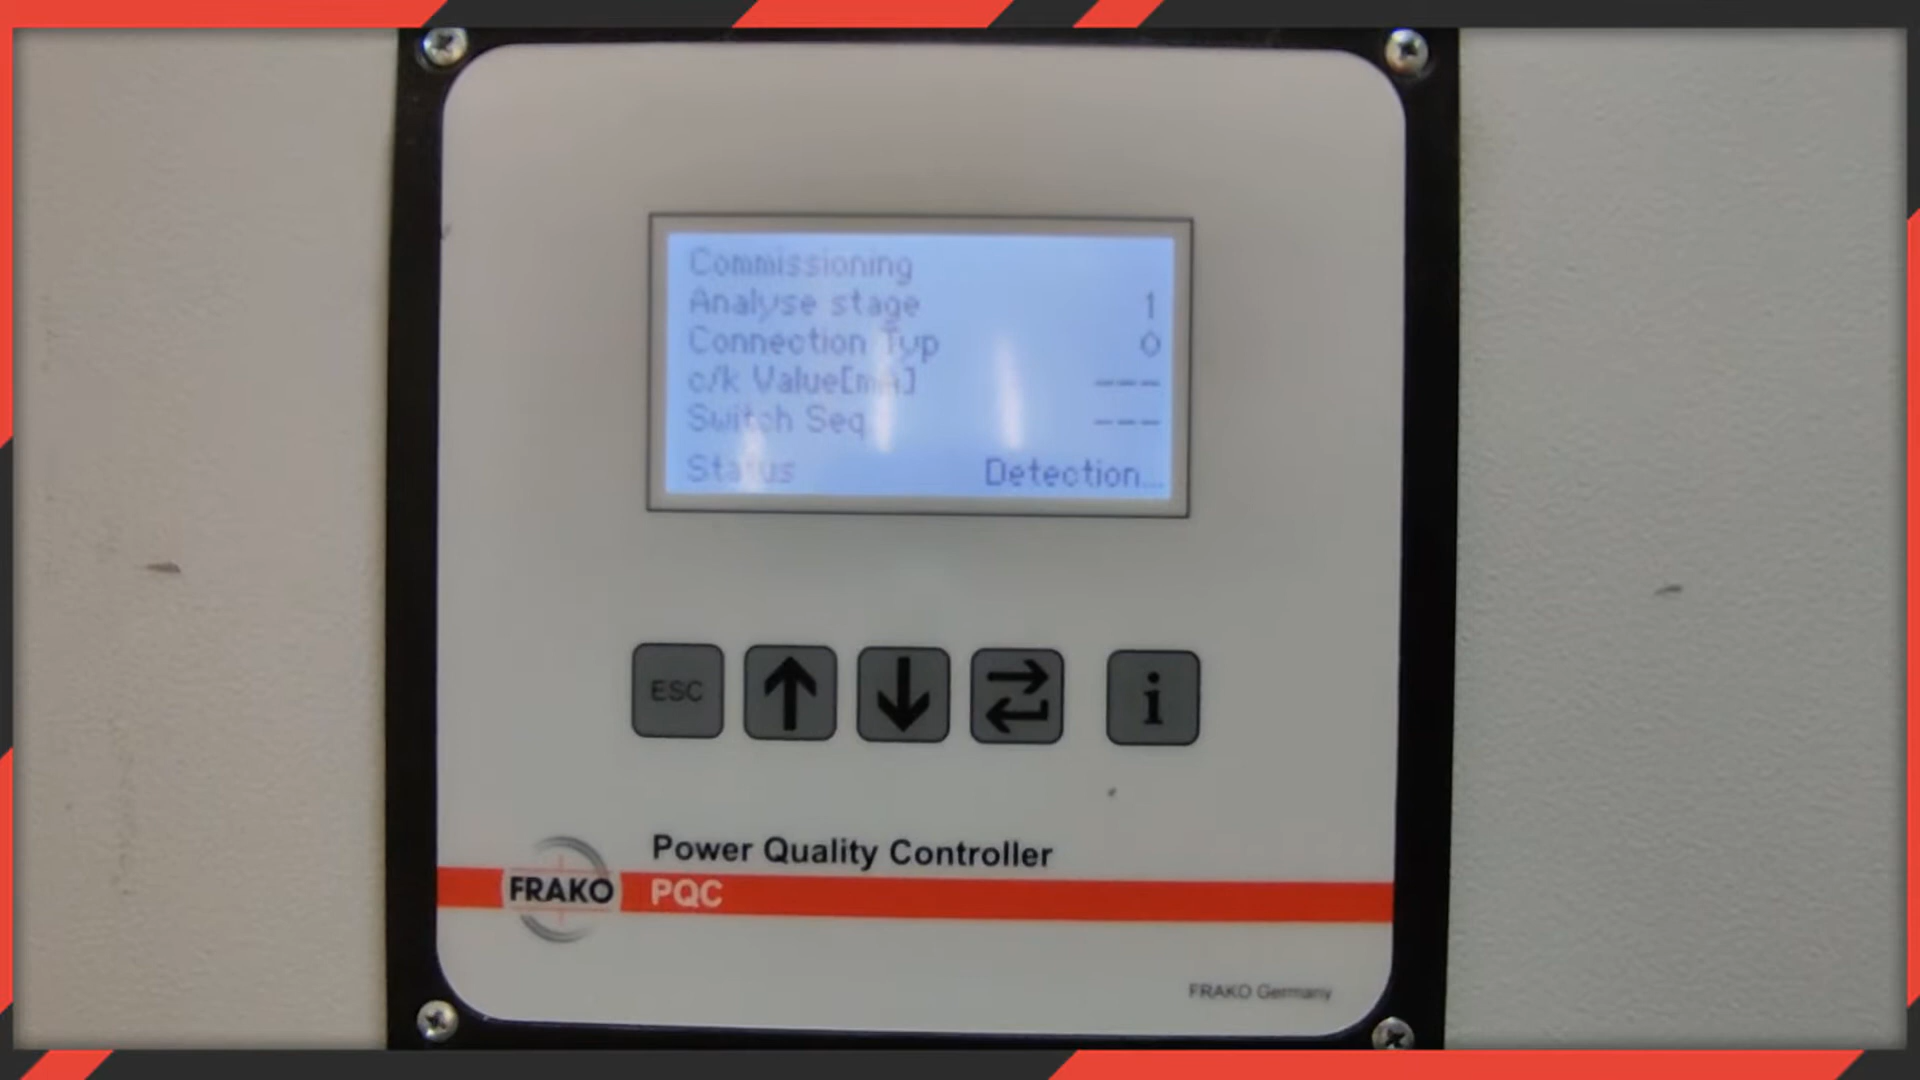 Commissioning
Analyse stage 1
Connection Typ 0
c/k Value[mA] ---
Switch Seq ---
Status Detection...
ESC
i
Power Quality Controller
FRAKO PQC
FRAKO Germany